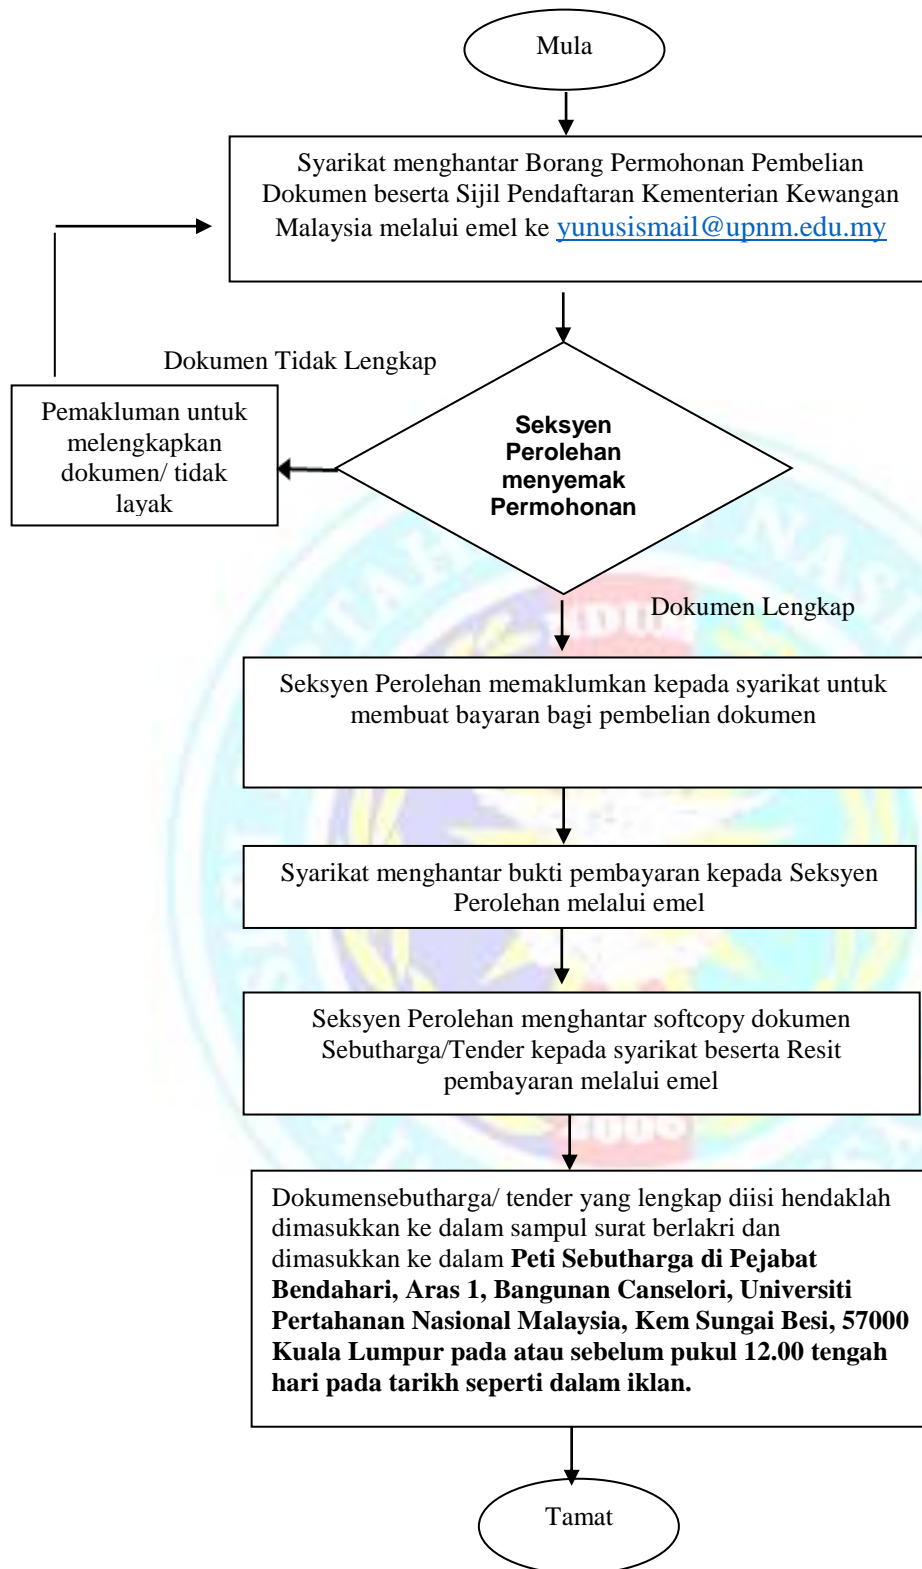 Mula
Syarikat menghantar Borang Permohonan Pembelian
Dokumen beserta Sijil Pendaftaran Kementerian Kewangan
Malaysia melalui emel ke yunusismail@upnm.edu.my
Dokumen Tidak Lengkap
Pemakluman untuk
melengkapkan
dokumen/ tidak
layak
Seksyen
Perolehan
menyemak
Permohonan
Dokumen Lengkap
Seksyen Perolehan memaklumkan kepada syarikat untuk
membuat bayaran bagi pembelian dokumen
Syarikat menghantar bukti pembayaran kepada Seksyen
Perolehan melalui emel
Seksyen Perolehan menghantar softcopy dokumen
Sebutharga/Tender kepada syarikat beserta Resit
pembayaran melalui emel
Dokumensebutharga/ tender yang lengkap diisi hendaklah
dimasukkan ke dalam sampul surat berlakri dan
dimasukkan ke dalam Peti Sebutharga di Pejabat
Bendahari, Aras 1, Bangunan Canselori, Universiti
Pertahanan Nasional Malaysia, Kem Sungai Besi, 57000
Kuala Lumpur pada atau sebelum pukul 12.00 tengah
hari pada tarikh seperti dalam iklan.
Tamat